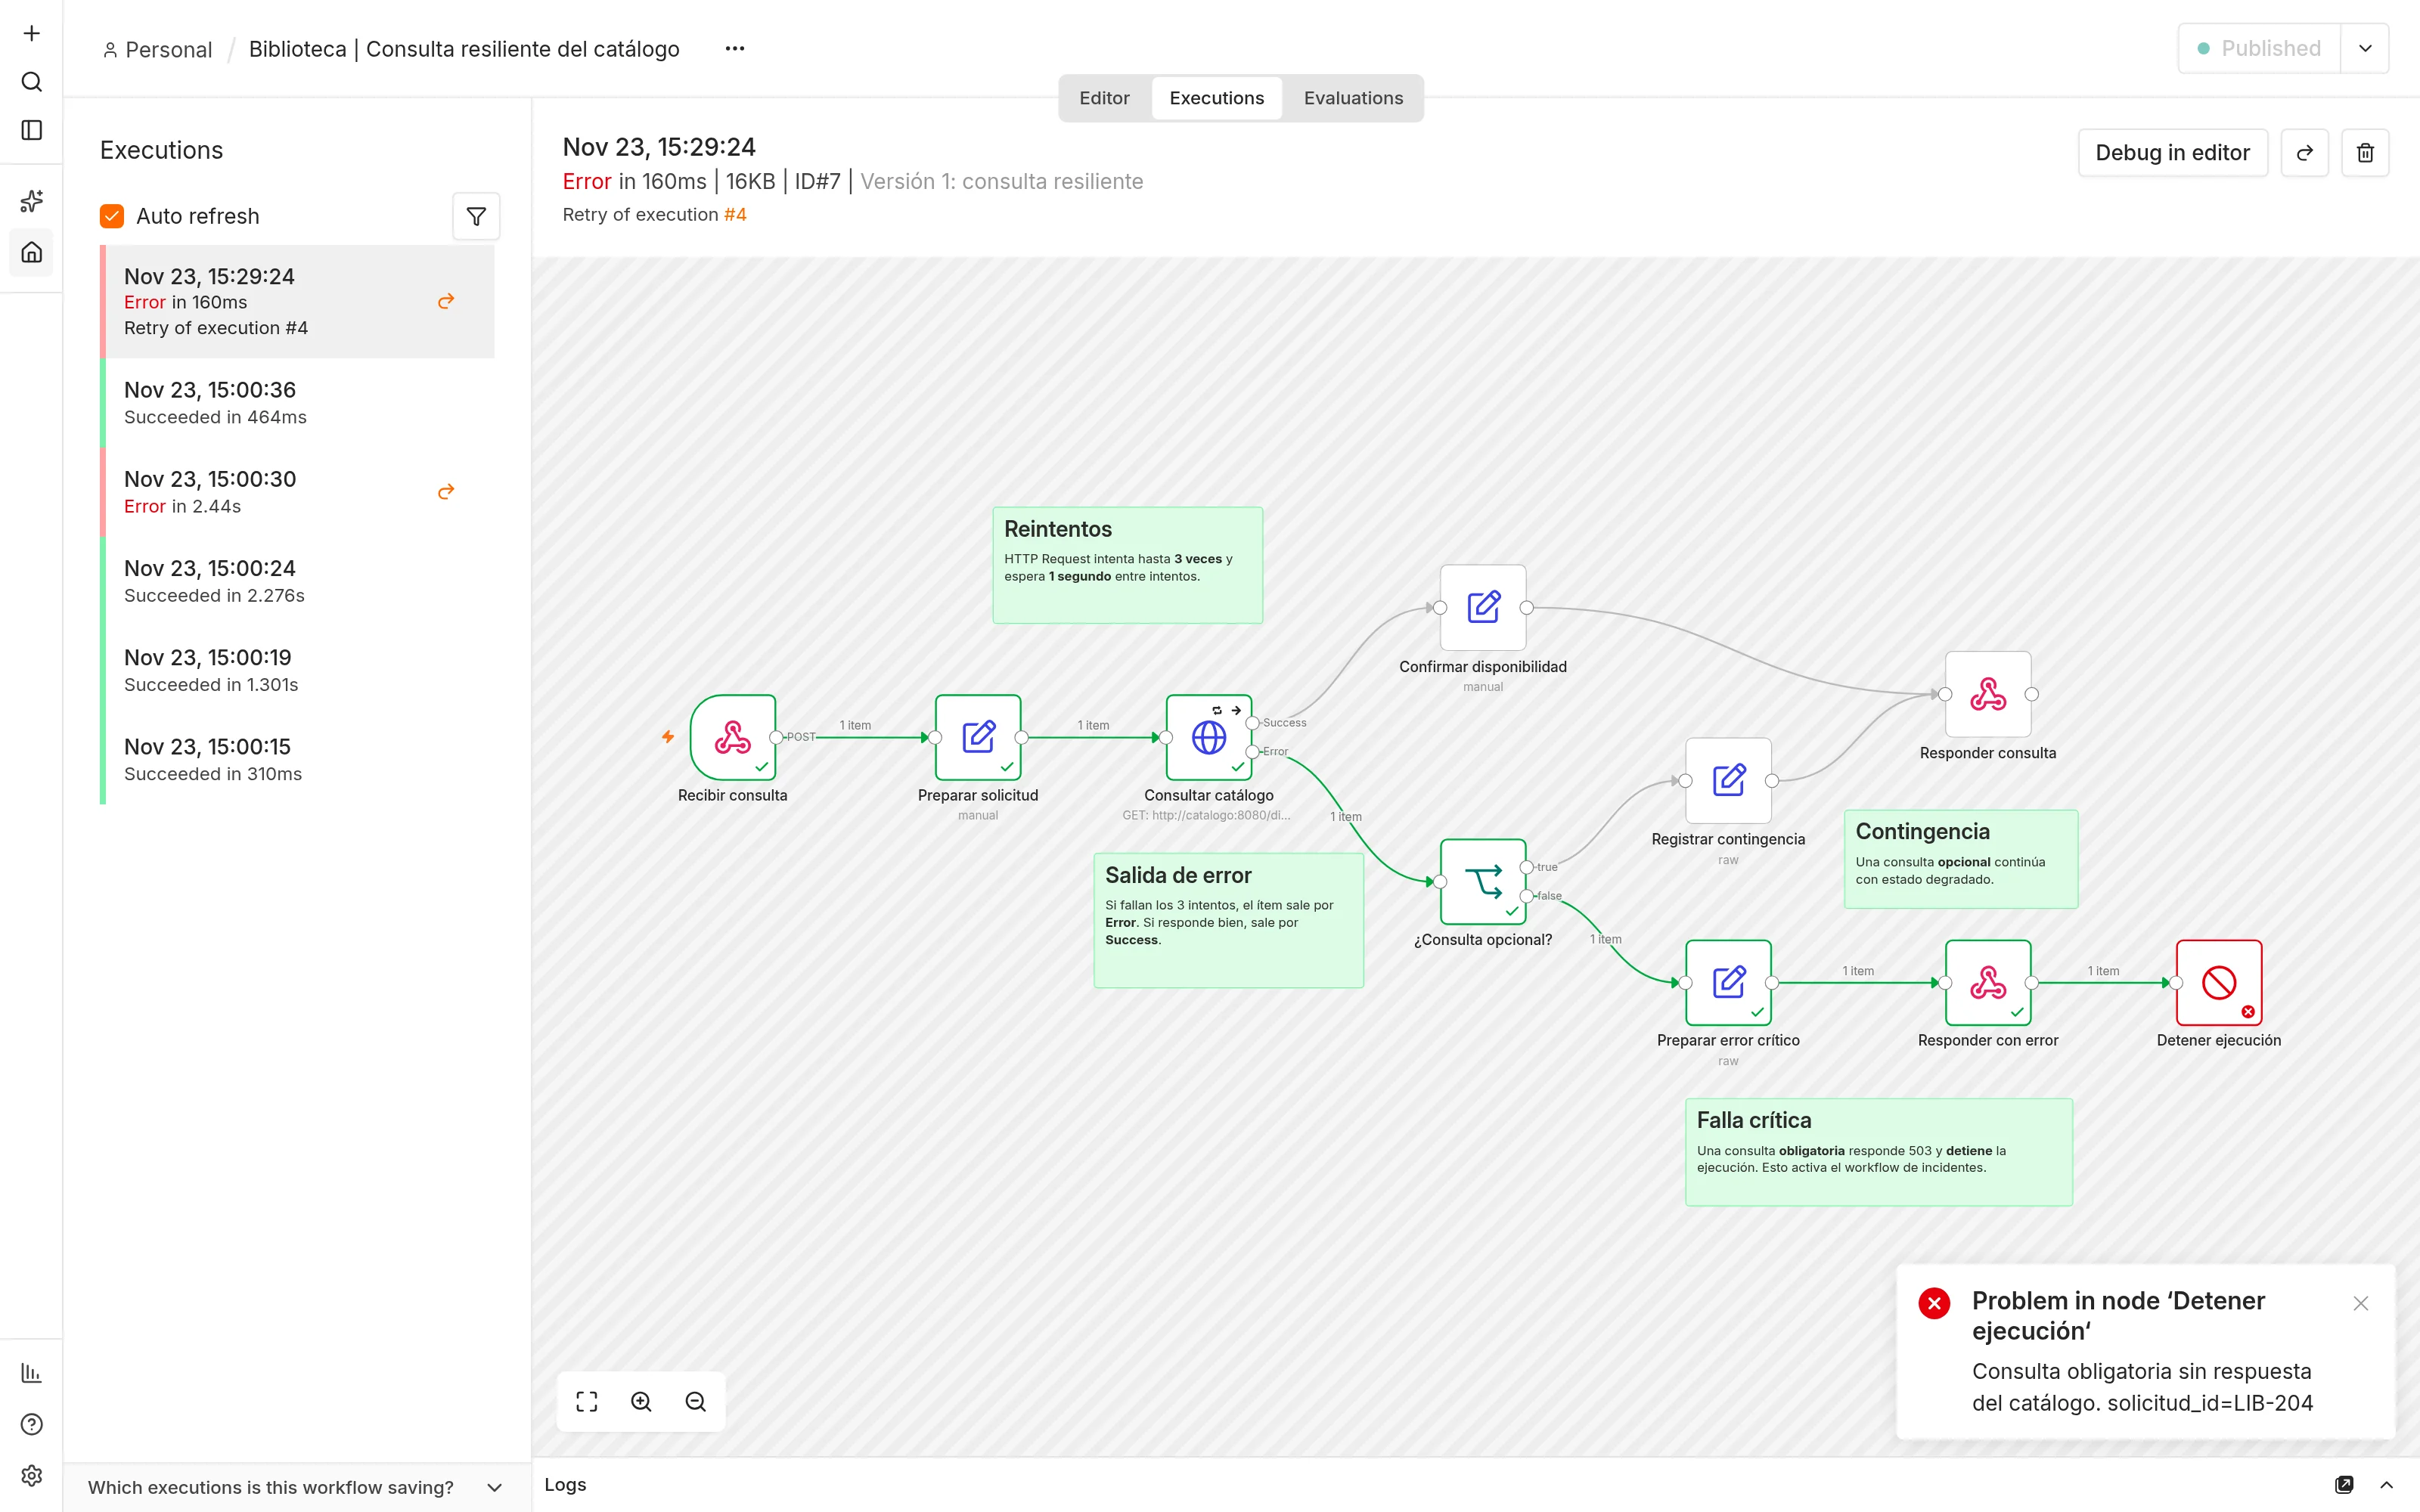 Personal / Biblioteca | Consulta resiliente del catálogo
Published
Editor
Executions
Evaluations
Executions
Auto refresh
Nov 23, 15:29:24
Error in 160ms
Retry of execution #4
Nov 23, 15:00:36
Succeeded in 464ms
Nov 23, 15:00:30
Error in 2.44s
Nov 23, 15:00:24
Succeeded in 2.276s
Nov 23, 15:00:19
Succeeded in 1.301s
Nov 23, 15:00:15
Succeeded in 310ms
Which executions is this workflow saving?
Nov 23, 15:29:24
Error in 160ms | 16KB | ID#7 | Versión 1: consulta resiliente
Retry of execution #4
Debug in editor
Reintentos
HTTP Request intenta hasta 3 veces y
espera 1 segundo entre intentos.
Recibir consulta
POST
1 item
Preparar solicitud
manual
1 item
Consultar catálogo
GET: http://catalogo:8080/di...
Success
Error
1 item
Confirmar disponibilidad
manual
Responder consulta
Salida de error
Si fallan los 3 intentos, el ítem sale por
Error. Si responde bien, sale por
Success.
¿Consulta opcional?
true
false
1 item
Registrar contingencia
raw
Contingencia
Una consulta opcional continúa
con estado degradado.
Preparar error crítico
raw
1 item
Responder con error
1 item
Detener ejecución
Falla crítica
Una consulta obligatoria responde 503 y detiene la
ejecución. Esto activa el workflow de incidentes.
Problem in node ‘Detener
ejecución‘
Consulta obligatoria sin respuesta
del catálogo. solicitud_id=LIB-204
Logs